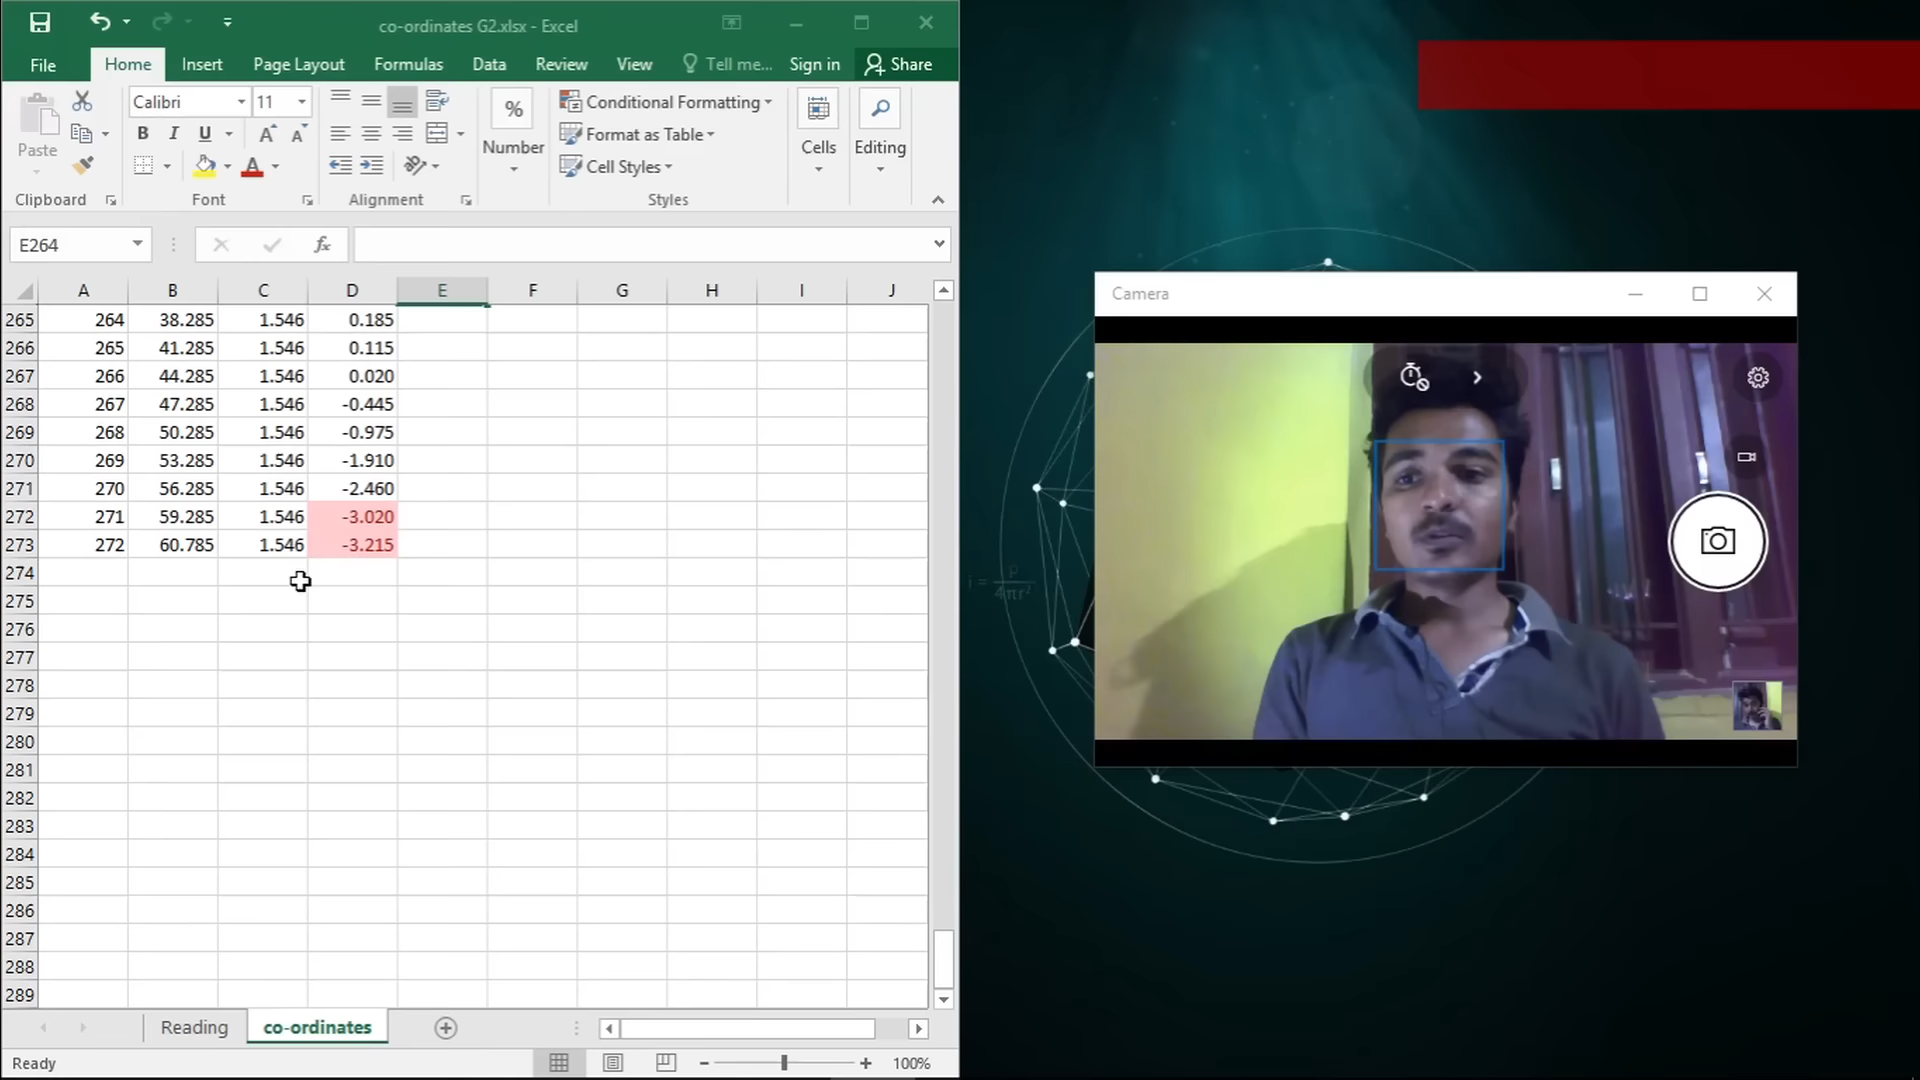 co-ordinates G2.xlsx - Excel
File Home Insert Page Layout Formulas Data Review View Tell me... Sign in Share
Paste
Clipboard
Calibri 11
B I U A A
A
Font
Alignment
%
Number
Conditional Formatting
Format as Table
Cell Styles
Styles
Cells
Editing
E264 fx
A B C D E F G H I J
265 264 38.285 1.546 0.185
266 265 41.285 1.546 0.115
267 266 44.285 1.546 0.020
268 267 47.285 1.546 -0.445
269 268 50.285 1.546 -0.975
270 269 53.285 1.546 -1.910
271 270 56.285 1.546 -2.460
272 271 59.285 1.546 -3.020
273 272 60.785 1.546 -3.215
274
275
276
277
278
279
280
281
282
283
284
285
286
287
288
289
Reading co-ordinates
Ready 100%
Camera
i = P
4πr²